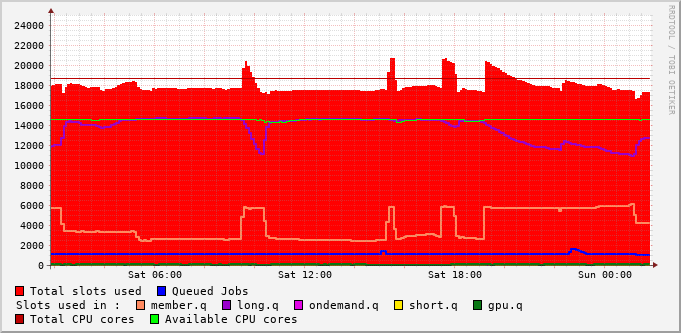 24000
22000
20000
18000
16000
14000
12000
10000
8000
6000
4000
2000
0
Sat 06:00 Sat 12:00 Sat 18:00 Sun 00:00
Total slots used Queued Jobs
Slots used in : member.q long.q ondemand.q short.q gpu.q
Total CPU cores Available CPU cores
RRDTOOL / TOBI OETIKER